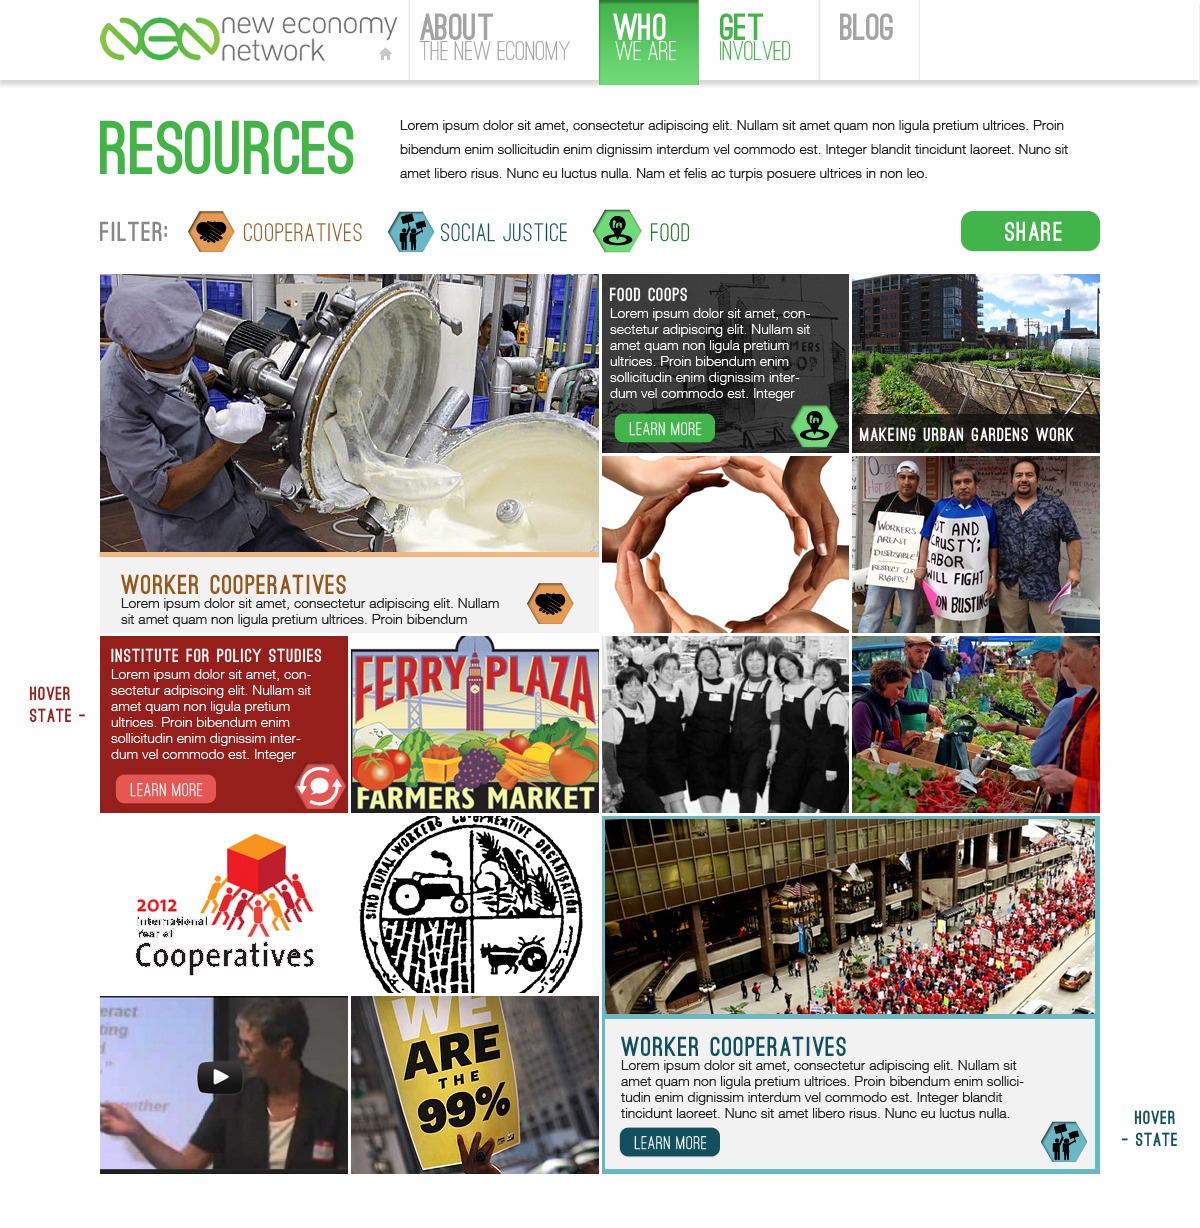 new economy
network
ABOUT
THE NEW ECONOMY
WHO
WE ARE
GET
INVOLVED
BLOG
RESOURCES
Lorem ipsum dolor sit amet, consectetur adipiscing elit. Nullam sit amet quam non ligula pretium ultrices. Proin
bibendum enim sollicitudin enim dignissim interdum vel commodo est. Integer blandit tincidunt laoreet. Nunc sit
amet libero risus. Nunc eu luctus nulla. Nam et felis ac turpis posuere ultrices in non leo.
FILTER:
COOPERATIVES
SOCIAL JUSTICE
FOOD
SHARE
FOOD COOPS
Lorem ipsum dolor sit amet, con-
sectetur adipiscing elit. Nullam sit
amet quam non ligula pretium
ultrices. Proin bibendum enim
sollicitudin enim dignissim inter-
dum vel commodo est. Integer
LEARN MORE
MAKEING URBAN GARDENS WORK
WORKERS
AREN'T
DISPOSABLE!
RESPECT OUR
RIGHTS!
AND
CRUSTY:
LABOR
WILL FIGHT
BUSTING
WORKER COOPERATIVES
Lorem ipsum dolor sit amet, consectetur adipiscing elit. Nullam
sit amet quam non ligula pretium ultrices. Proin bibendum
HOVER
STATE -
INSTITUTE FOR POLICY STUDIES
Lorem ipsum dolor sit amet, con-
sectetur adipiscing elit. Nullam sit
amet quam non ligula pretium
ultrices. Proin bibendum enim
sollicitudin enim dignissim inter-
dum vel commodo est. Integer
LEARN MORE
FERRY PLAZA
FARMERS MARKET
2012
International
Year of
Cooperatives
SIND RURAL WORKERS CO-OPREATIVE ORGANISATION
WE
ARE
THE
99%
WORKER COOPERATIVES
Lorem ipsum dolor sit amet, consectetur adipiscing elit. Nullam sit
amet quam non ligula pretium ultrices. Proin bibendum enim sollici-
tudin enim dignissim interdum vel commodo est. Integer blandit
tincidunt laoreet. Nunc sit amet libero risus. Nunc eu luctus nulla.
LEARN MORE
HOVER
- STATE